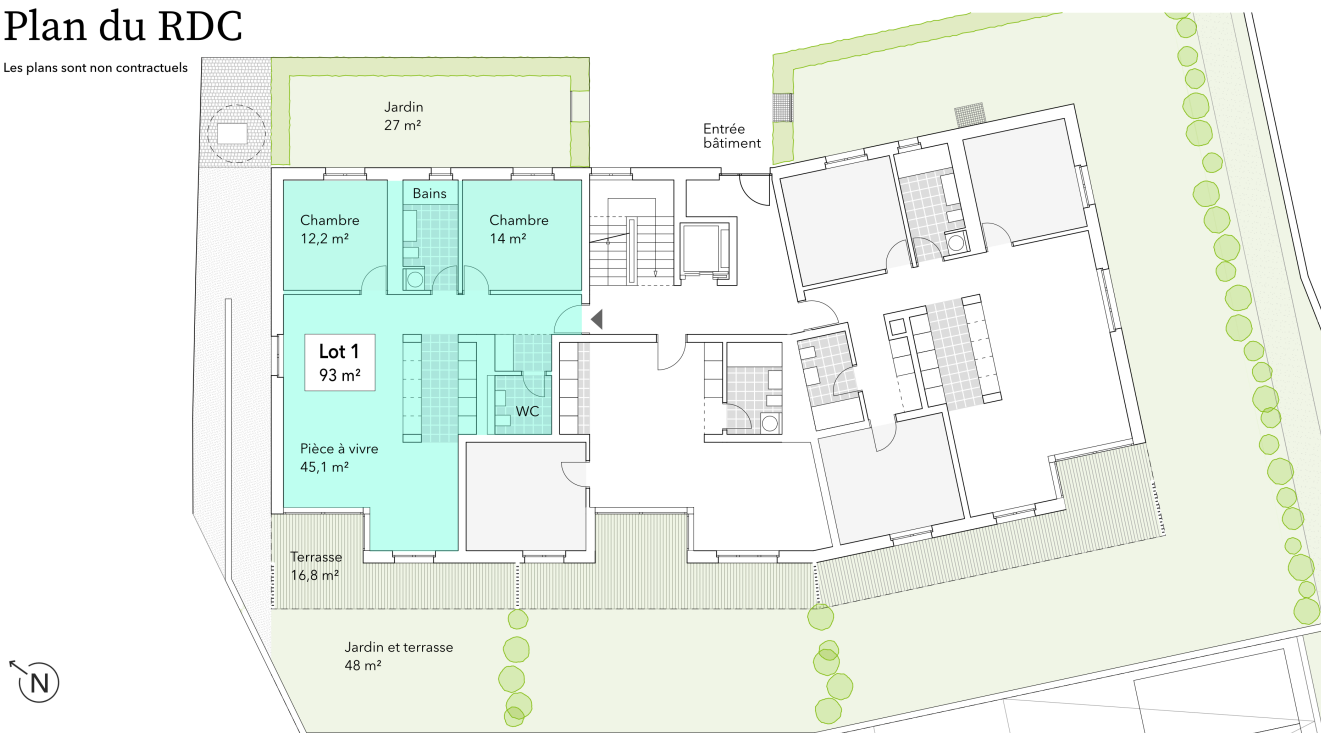 Plan du RDC
Les plans sont non contractuels
Jardin
27 m²
Entrée
bâtiment
Bains
Chambre
12,2 m²
Chambre
14 m²
Lot 1
93 m²
WC
Pièce à vivre
45,1 m²
Terrasse
16,8 m²
Jardin et terrasse
48 m²
N